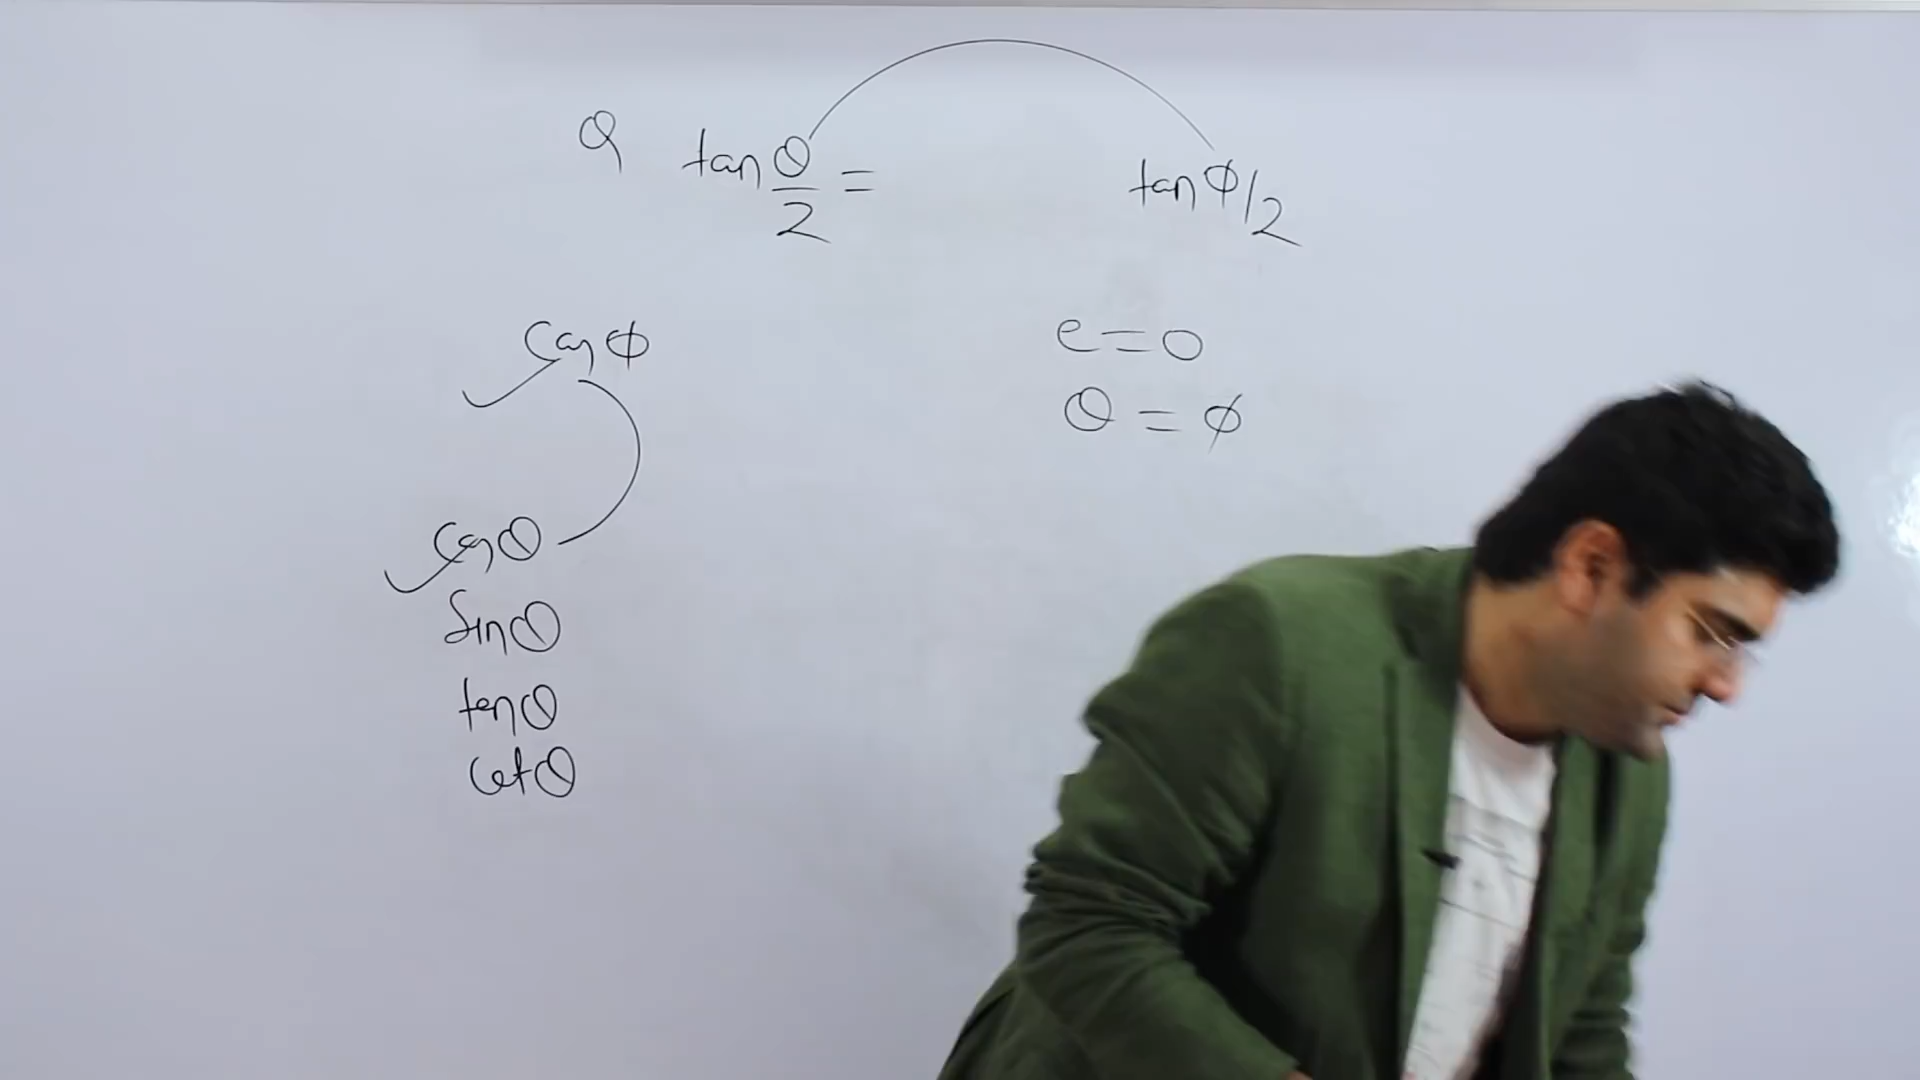 Q tan θ/2 = tan ϕ/2
cos ϕ
e = 0
θ = ϕ
cos θ
sin θ
tan θ
cot θ